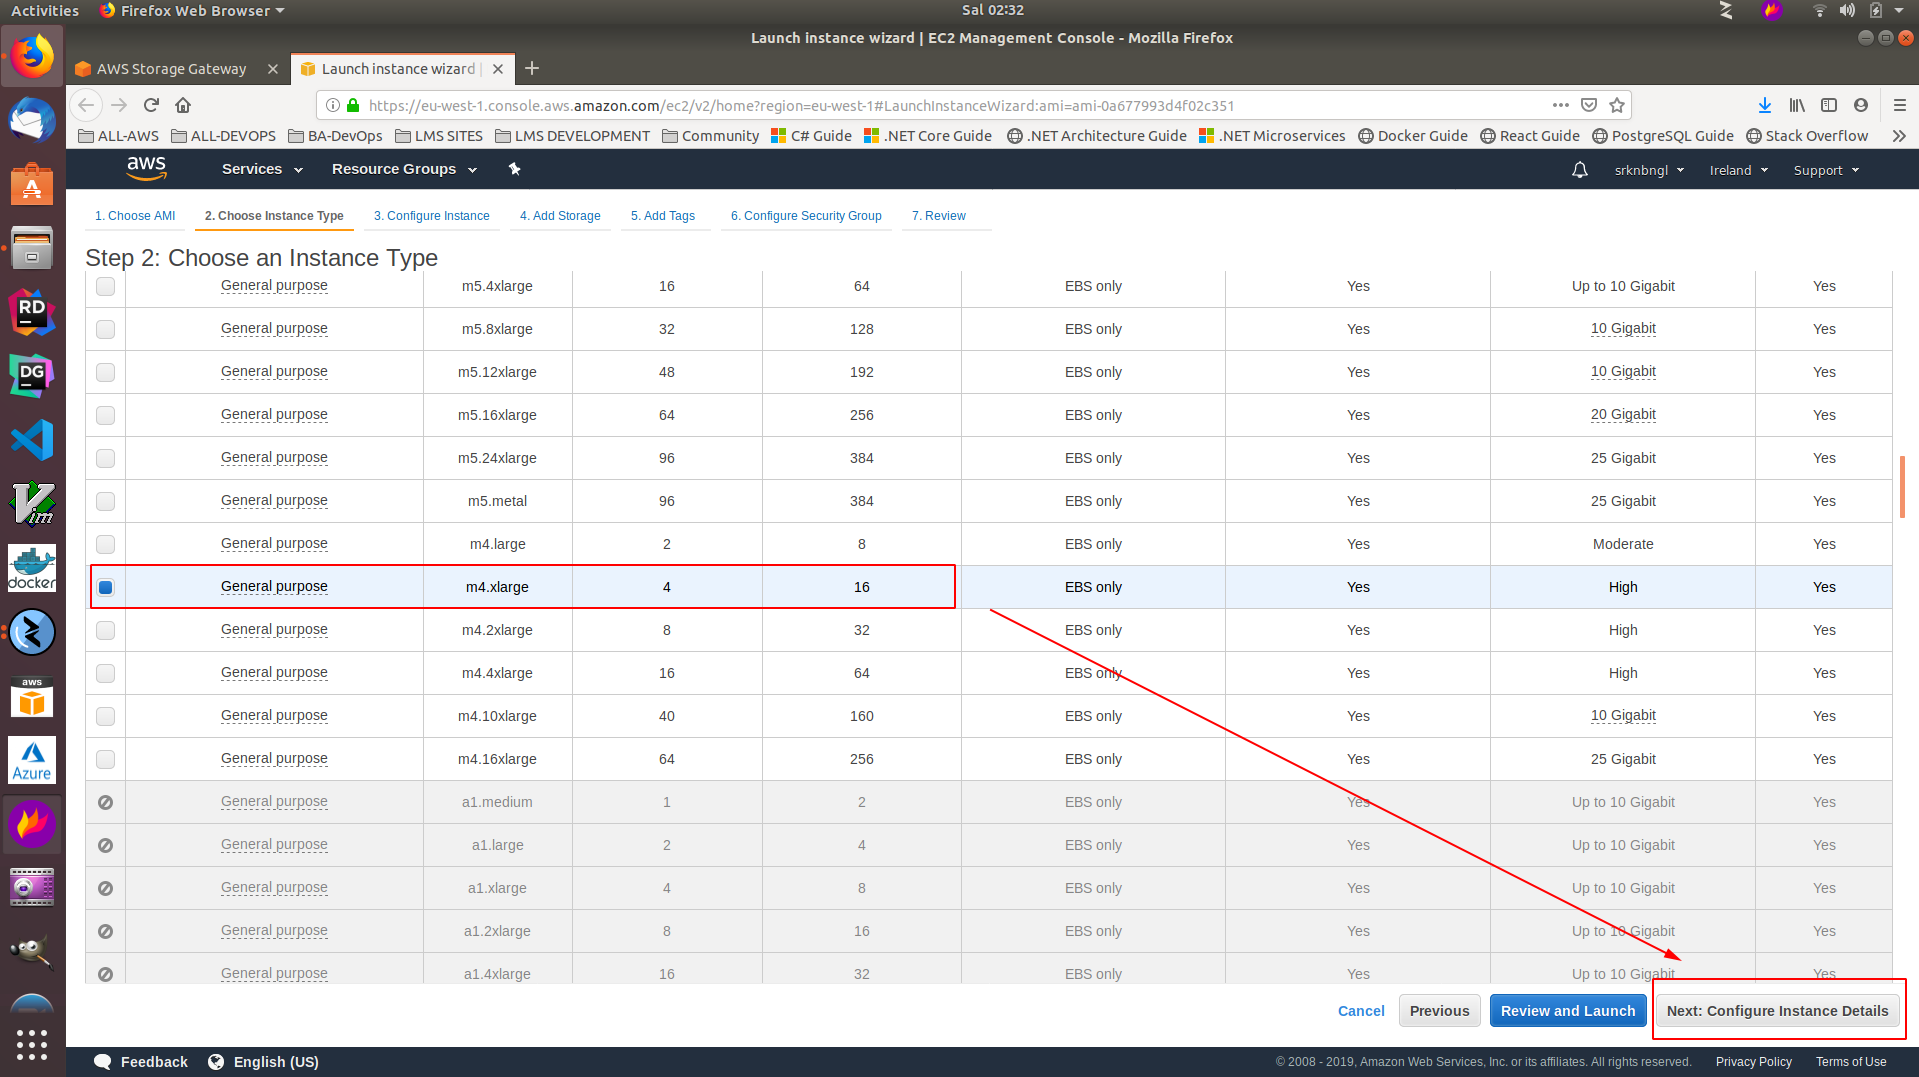 Activities Firefox Web Browser Sal 02:32
Launch instance wizard | EC2 Management Console - Mozilla Firefox
AWS Storage Gateway Launch instance wizard |
https://eu-west-1.console.aws.amazon.com/ec2/v2/home?region=eu-west-1#LaunchInstanceWizard:ami=ami-0a677993d4f02c351
ALL-AWS ALL-DEVOPS BA-DevOps LMS SITES LMS DEVELOPMENT Community C# Guide .NET Core Guide .NET Architecture Guide .NET Microservices Docker Guide React Guide PostgreSQL Guide Stack Overflow
aws Services Resource Groups srknbngl Ireland Support
1. Choose AMI 2. Choose Instance Type 3. Configure Instance 4. Add Storage 5. Add Tags 6. Configure Security Group 7. Review
Step 2: Choose an Instance Type
General purpose m5.4xlarge 16 64 EBS only Yes Up to 10 Gigabit Yes
General purpose m5.8xlarge 32 128 EBS only Yes 10 Gigabit Yes
General purpose m5.12xlarge 48 192 EBS only Yes 10 Gigabit Yes
General purpose m5.16xlarge 64 256 EBS only Yes 20 Gigabit Yes
General purpose m5.24xlarge 96 384 EBS only Yes 25 Gigabit Yes
General purpose m5.metal 96 384 EBS only Yes 25 Gigabit Yes
General purpose m4.large 2 8 EBS only Yes Moderate Yes
General purpose m4.xlarge 4 16 EBS only Yes High Yes
General purpose m4.2xlarge 8 32 EBS only Yes High Yes
General purpose m4.4xlarge 16 64 EBS only Yes High Yes
General purpose m4.10xlarge 40 160 EBS only Yes 10 Gigabit Yes
General purpose m4.16xlarge 64 256 EBS only Yes 25 Gigabit Yes
General purpose a1.medium 1 2 EBS only Yes Up to 10 Gigabit Yes
General purpose a1.large 2 4 EBS only Yes Up to 10 Gigabit Yes
General purpose a1.xlarge 4 8 EBS only Yes Up to 10 Gigabit Yes
General purpose a1.2xlarge 8 16 EBS only Yes Up to 10 Gigabit Yes
General purpose a1.4xlarge 16 32 EBS only Yes Up to 10 Gigabit Yes
Cancel Previous Review and Launch Next: Configure Instance Details
Feedback English (US) © 2008 - 2019, Amazon Web Services, Inc. or its affiliates. All rights reserved. Privacy Policy Terms of Use
RD
DG
Vim
docker
aws
Azure